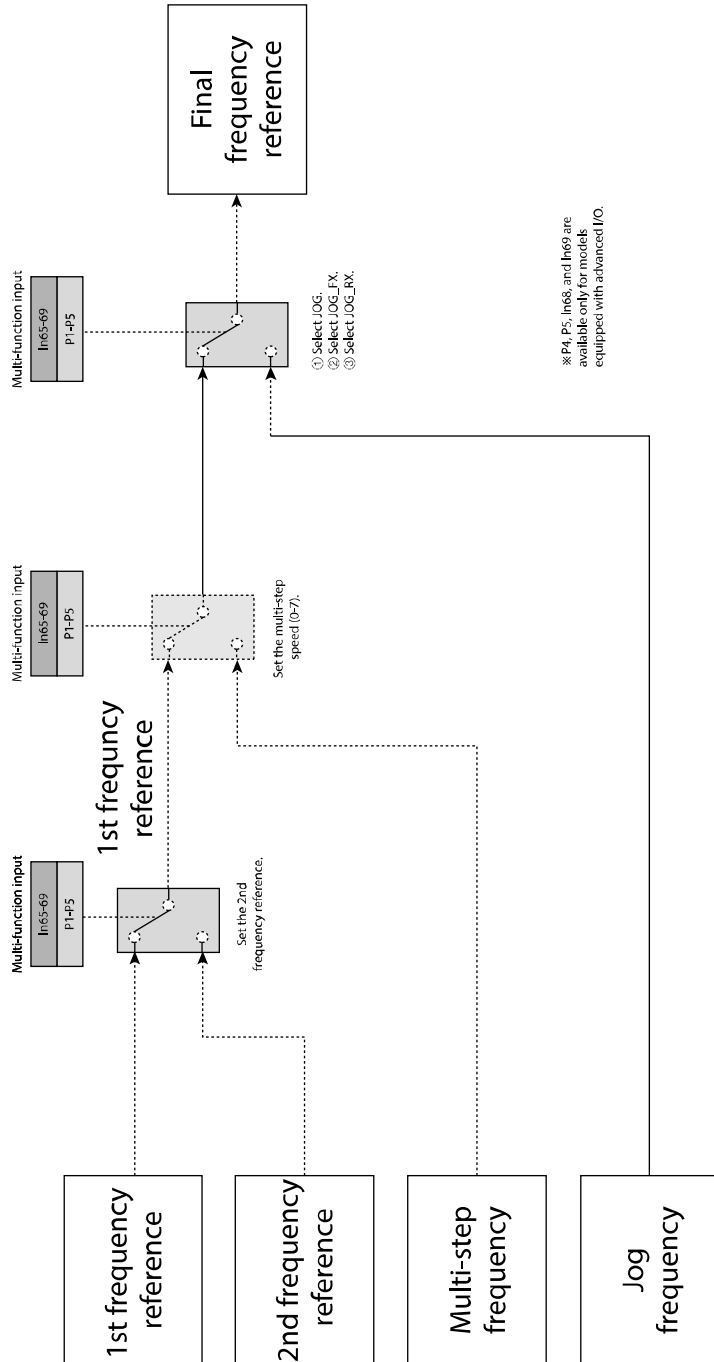 1st frequency
reference
2nd frequency
reference
Multi-step
frequency
Jog
frequency
Multi-function input
In65-69
P1-P5
Set the 2nd
frequency reference.
1st frequuncy
reference
Multi-function input
In65-69
P1-P5
Set the multi-step
speed (0-7).
Multi-function input
In65-69
P1-P5
① Select JOG.
② Select JOG_FX.
③ Select JOG_RX.
Final
frequency
reference
※P4, P5, In68, and In69 are
available only for models
equipped with advanced I/O.